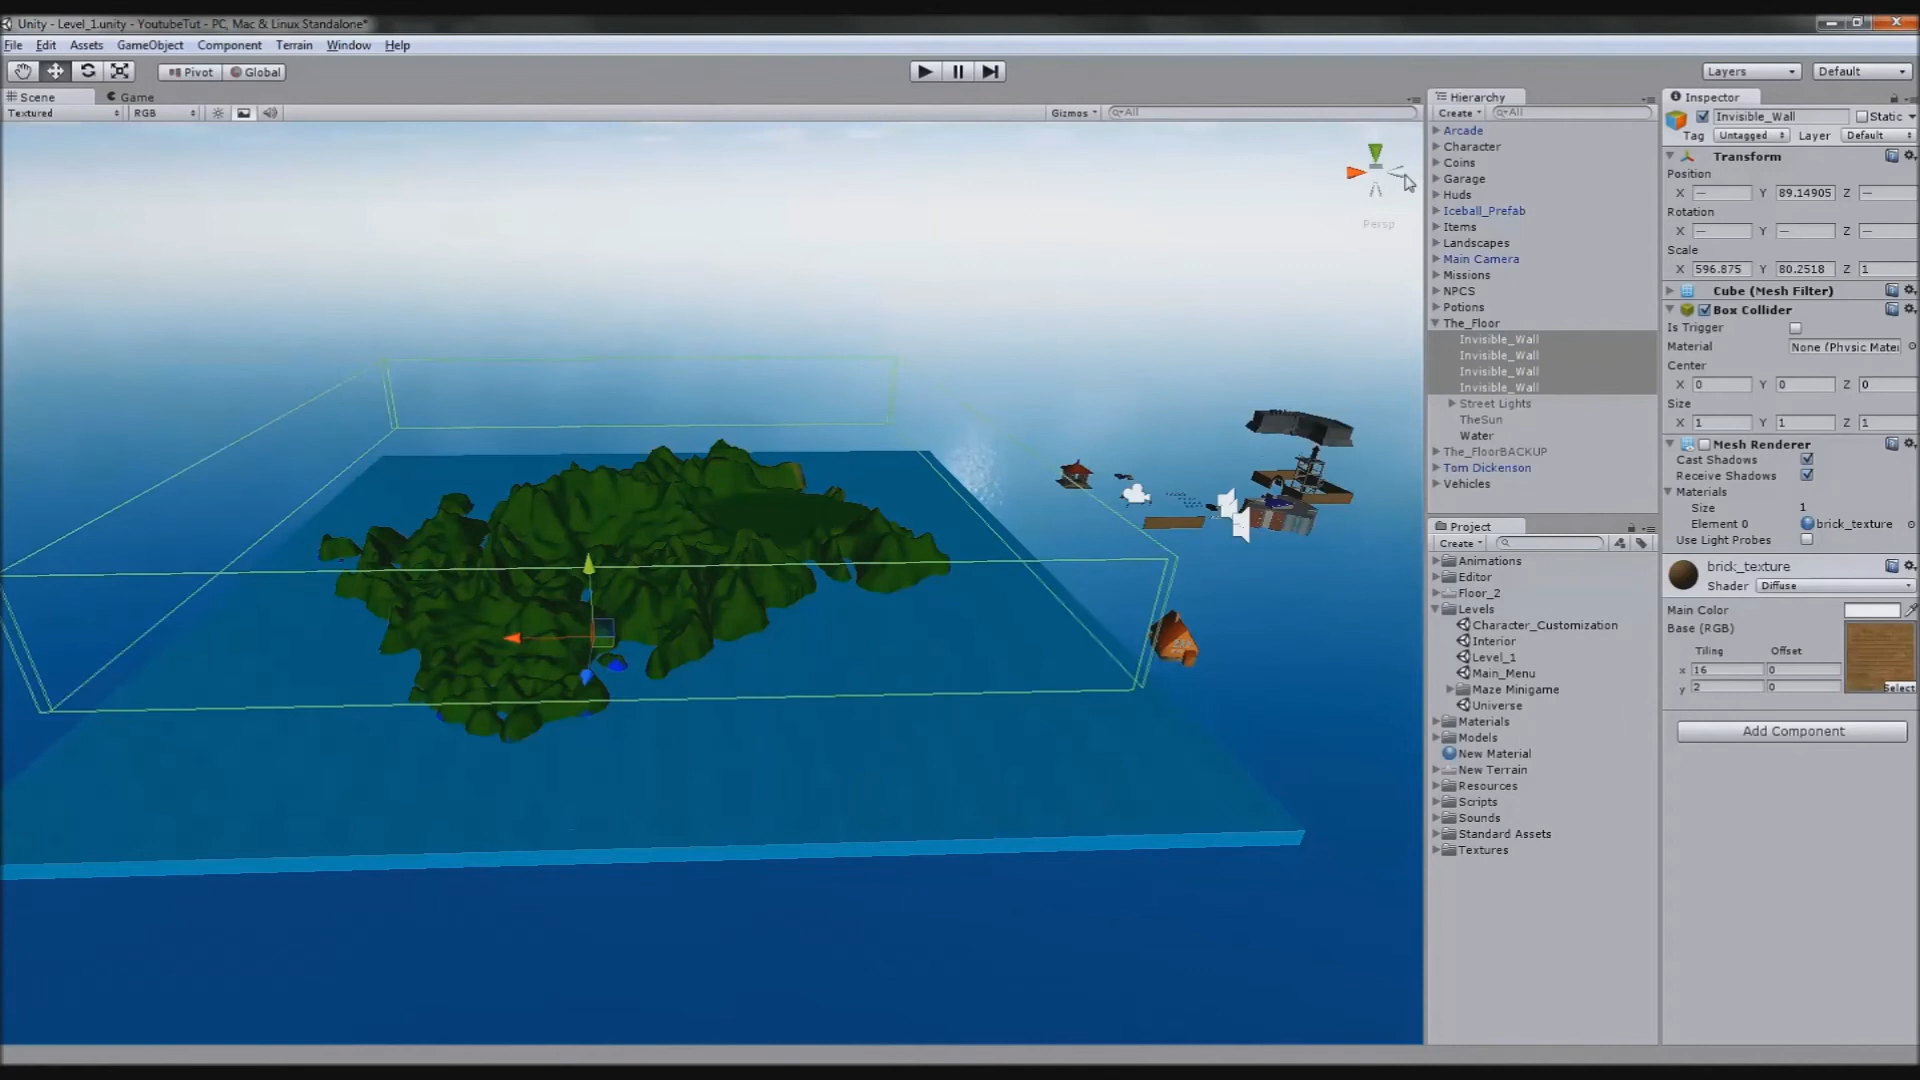 Unity - Level_1.unity - YoutubeTut - PC, Mac & Linux Standalone*
File Edit Assets GameObject Component Terrain Window Help
Pivot Global Layers Default
Scene Game
Textured RGB Gizmos All
Persp
Hierarchy
Create All
Arcade
Character
Coins
Garage
Huds
Iceball_Prefab
Items
Landscapes
Main Camera
Missions
NPCS
Potions
The_Floor
Invisible_Wall
Invisible_Wall
Invisible_Wall
Invisible_Wall
Street Lights
TheSun
Water
The_FloorBACKUP
Tom Dickenson
Vehicles
Project
Create
Animations
Editor
Floor_2
Levels
Character_Customization
Interior
Level_1
Main_Menu
Maze Minigame
Universe
Materials
Models
New Material
New Terrain
Resources
Scripts
Sounds
Standard Assets
Textures
Inspector
Invisible_Wall Static
Tag Untagged Layer Default
Transform
Position
X — Y 89.14905 Z —
Rotation
X — Y — Z —
Scale
X 596.875 Y 80.2518 Z 1
Cube (Mesh Filter)
Box Collider
Is Trigger
Material None (Physic Mater
Center
X 0 Y 0 Z 0
Size
X 1 Y 1 Z 1
Mesh Renderer
Cast Shadows
Receive Shadows
Materials
Size 1
Element 0 brick_texture
Use Light Probes
brick_texture
Shader Diffuse
Main Color
Base (RGB)
Tiling Offset
x 16 0
y 2 0
Select
Add Component